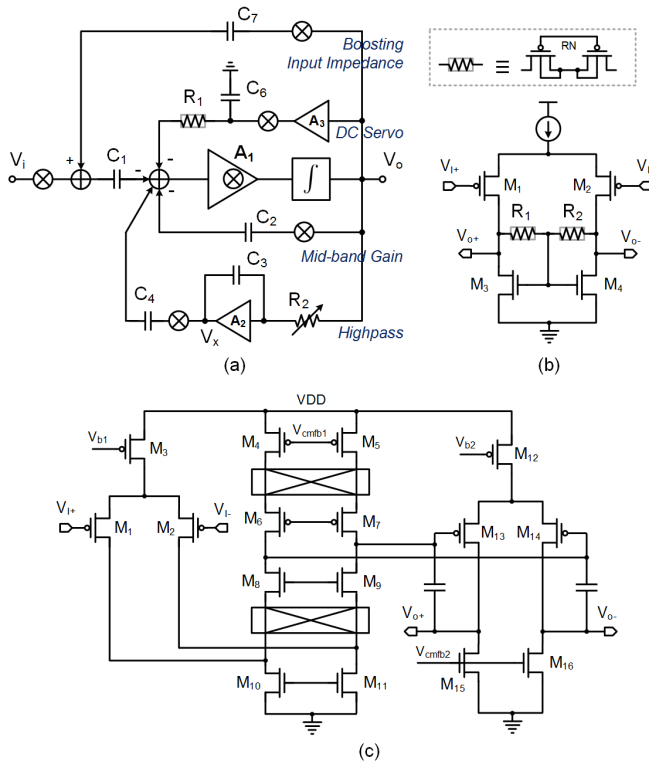 C7
Boosting
Input Impedance
C6
R1
A3
DC Servo
Vi
+
C1
-
-
-
A1
∫
Vo
C2
Mid-band Gain
C3
C4
A2
R2
Vx
Highpass
(a)
≡
RN
VI+
M1
M2
R1
R2
Vo+
Vo-
M3
M4
(b)
VDD
Vb1
M3
M4
Vcmfb1
M5
Vb2
M12
VI+
M1
M2
VI-
M6
M7
M13
M14
M8
M9
Vo+
Vo-
Vcmfb2
M10
M11
M15
M16
(c)